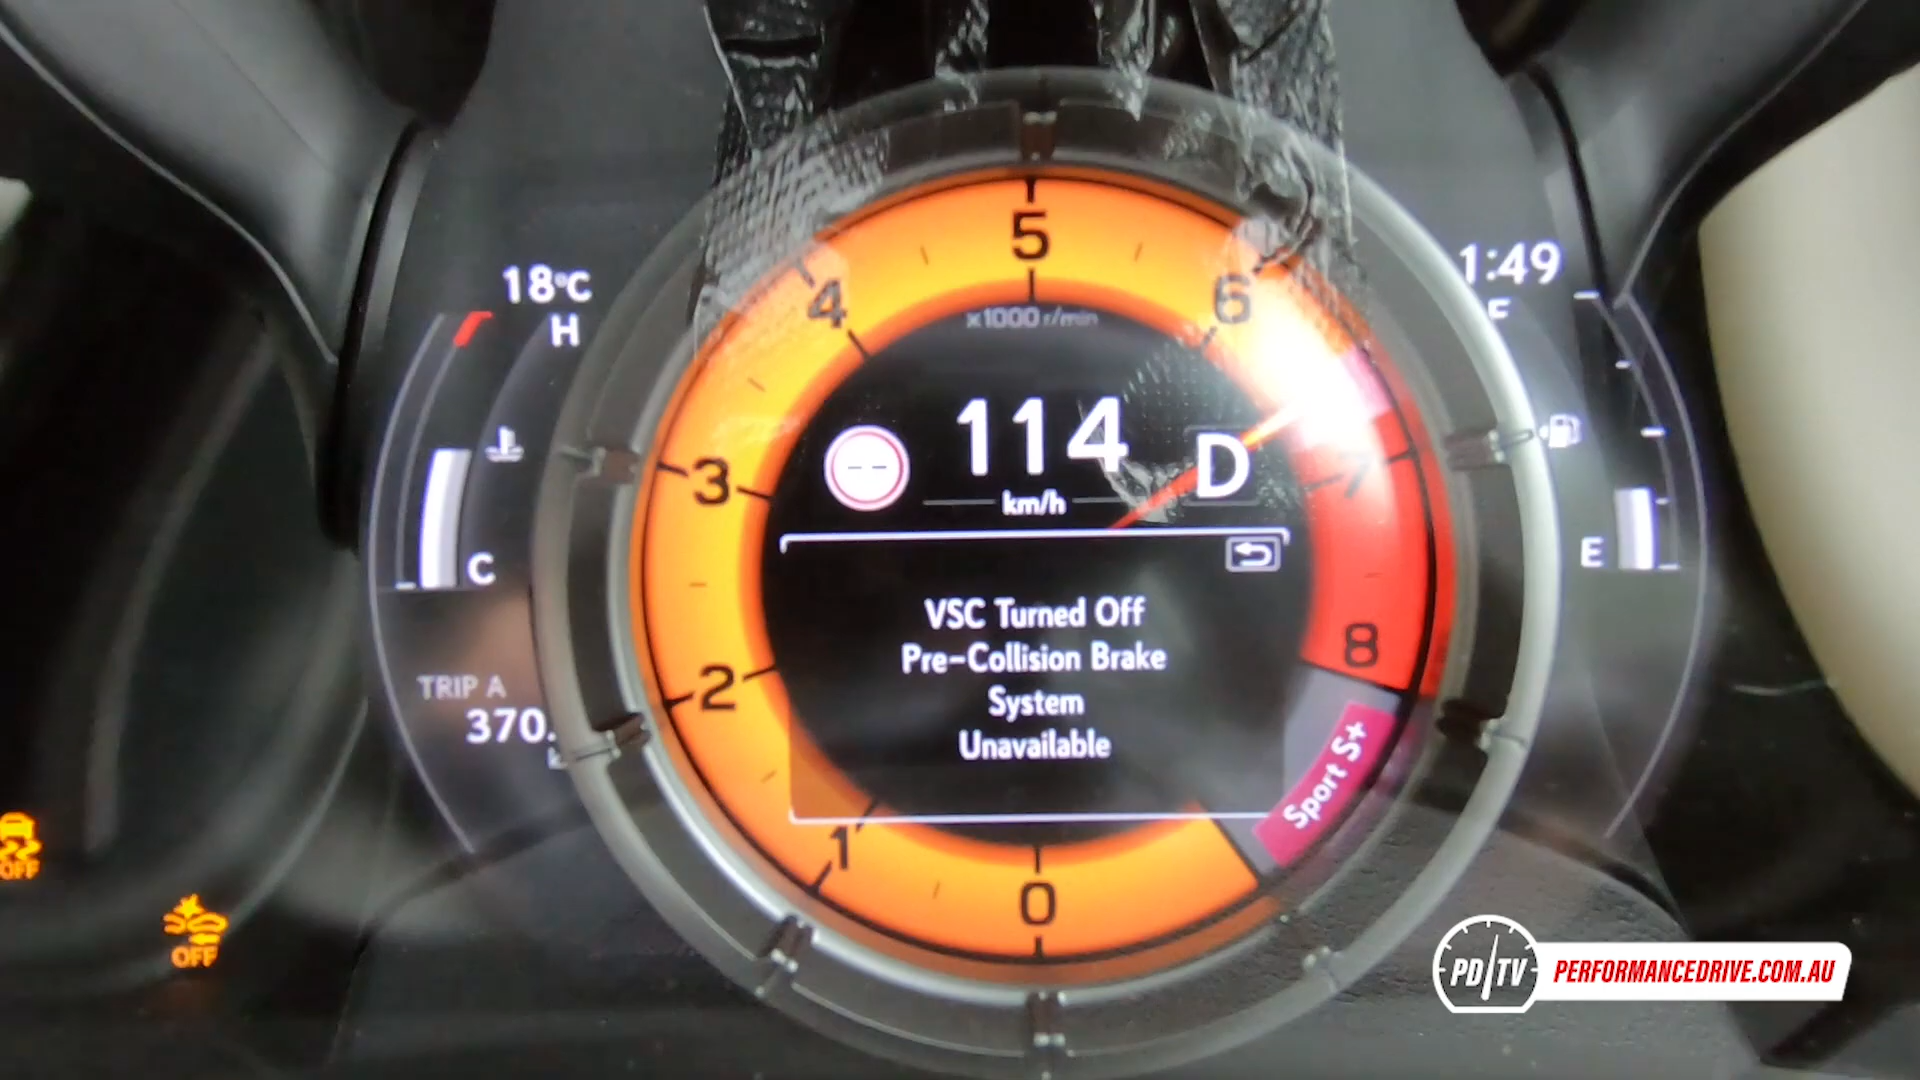 18°C
H
C
TRIP A
370.
OFF
OFF
5
4
6
x1000 r/min
3
7
2
8
1
0
114
km/h
D
-- 
VSC Turned Off
Pre-Collision Brake
System
Unavailable
Sport S+
1:49
E
PD/TV
PERFORMANCEDRIVE.COM.AU